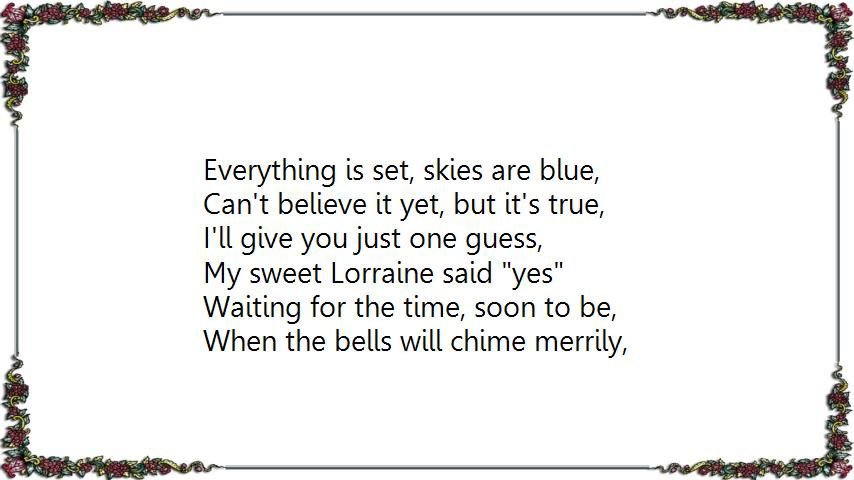 Everything is set, skies are blue,
Can't believe it yet, but it's true,
I'll give you just one guess,
My sweet Lorraine said "yes"
Waiting for the time, soon to be,
When the bells will chime merrily,